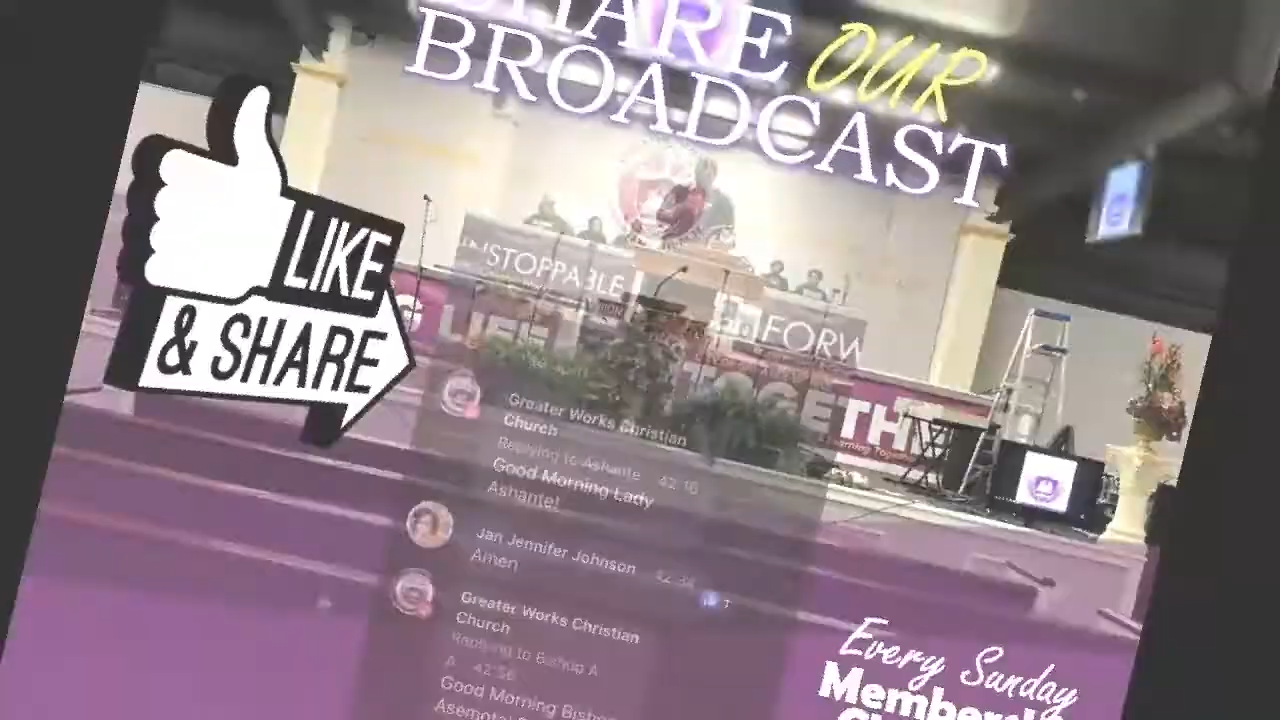 SHARE OUR
BROADCAST
LIKE
& SHARE
UNSTOPPABLE
FORW
LIFE
TOGETH
Greater Works Christian
Church
Replying to Ashante 42:16
Good Morning Lady
Ashante!
Jan Jennifer Johnson
Amen
Greater Works Christian
Church
Replying to Bishop A
A 42:56
Good Morning Bishop
Every Sunday